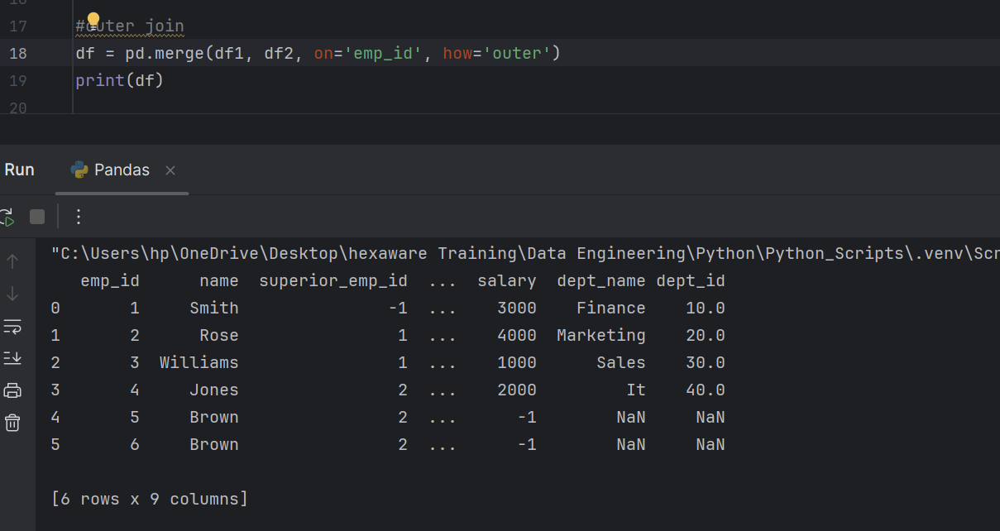 16
17 #outer join
18 df = pd.merge(df1, df2, on='emp_id', how='outer')
19 print(df)
20
Run Pandas
"C:\Users\hp\OneDrive\Desktop\hexaware Training\Data Engineering\Python\Python_Scripts\.venv\Scr
emp_id name superior_emp_id ... salary dept_name dept_id
0 1 Smith -1 ... 3000 Finance 10.0
1 2 Rose 1 ... 4000 Marketing 20.0
2 3 Williams 1 ... 1000 Sales 30.0
3 4 Jones 2 ... 2000 It 40.0
4 5 Brown 2 ... -1 NaN NaN
5 6 Brown 2 ... -1 NaN NaN
[6 rows x 9 columns]